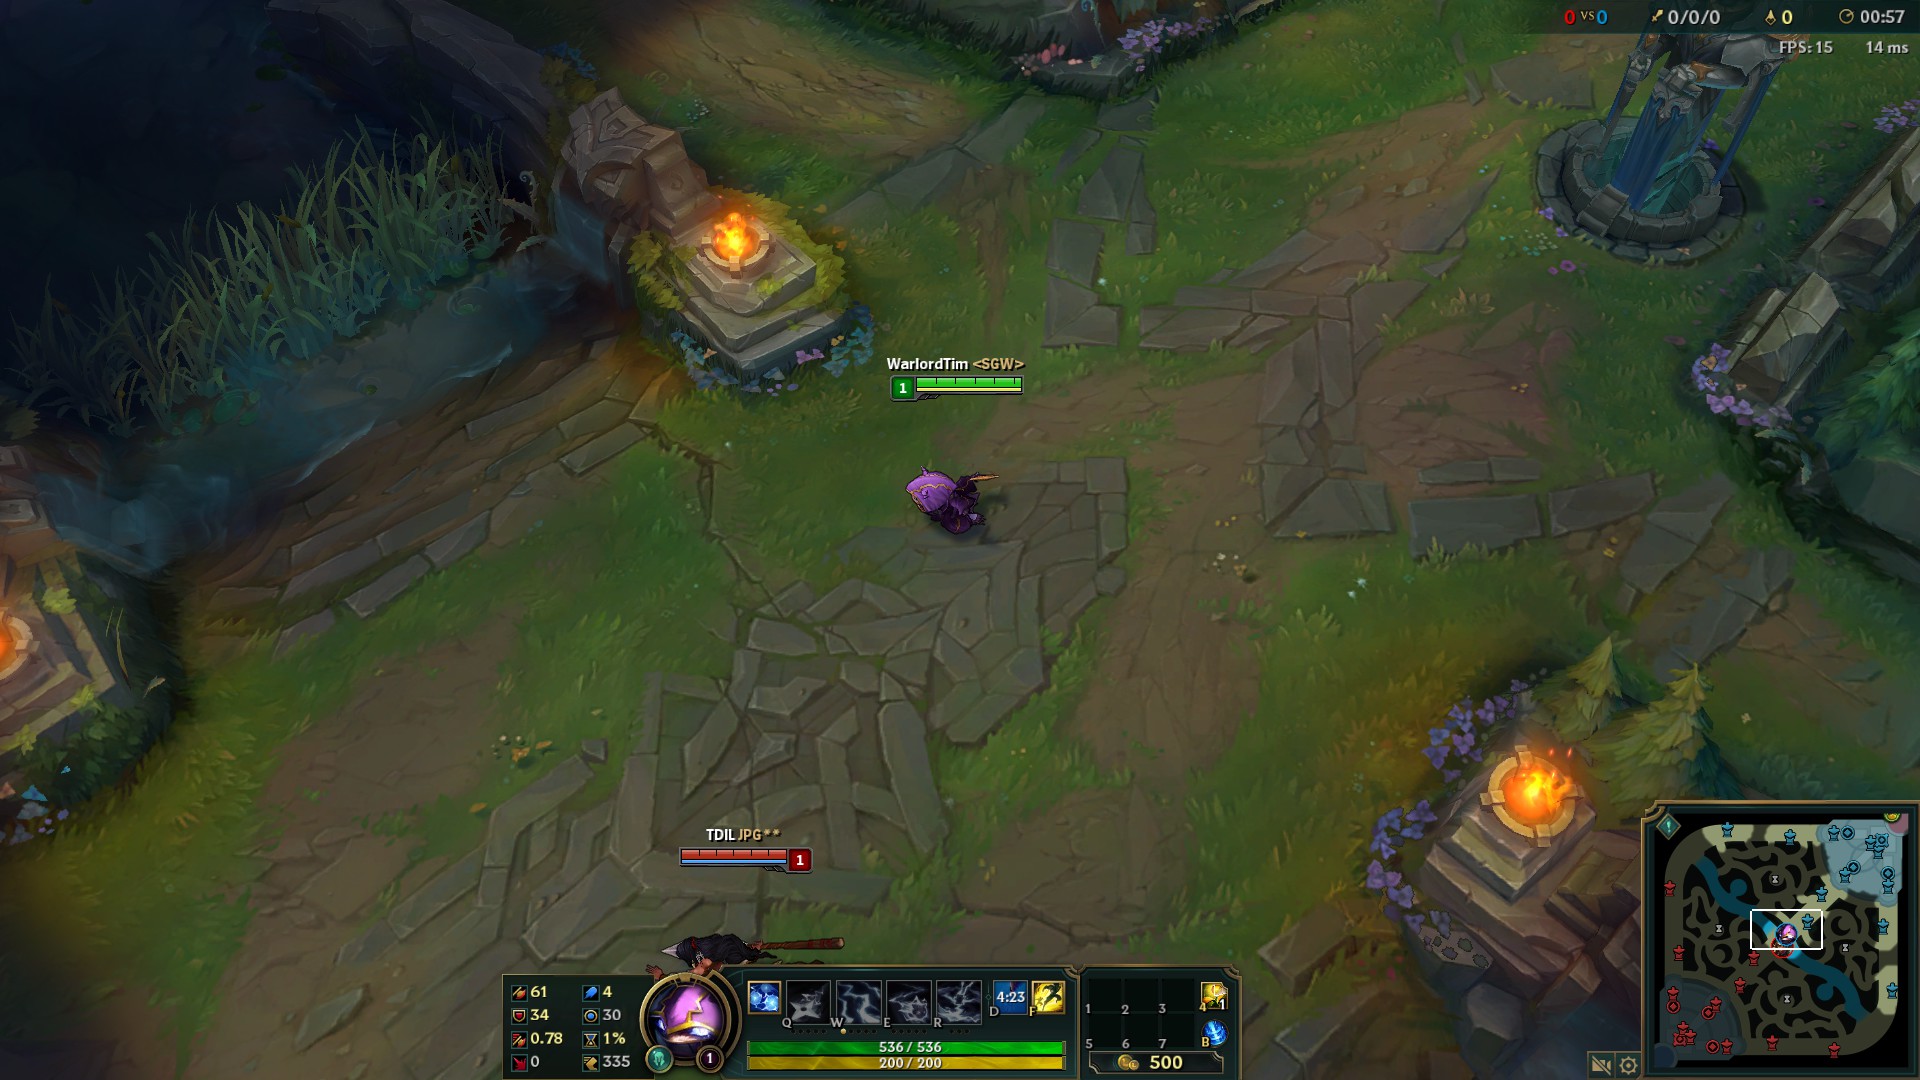 0 VS 0 0/0/0 0 00:57
FPS: 15 14 ms
WarlordTim <SGW>
1
TDIL JPG**
1
61 4
34 30
0.78 1%
0 335
1
Q W E R
4:23
D F
536 / 536
200 / 200
1 2 3 4 1
5 6 7 B
500